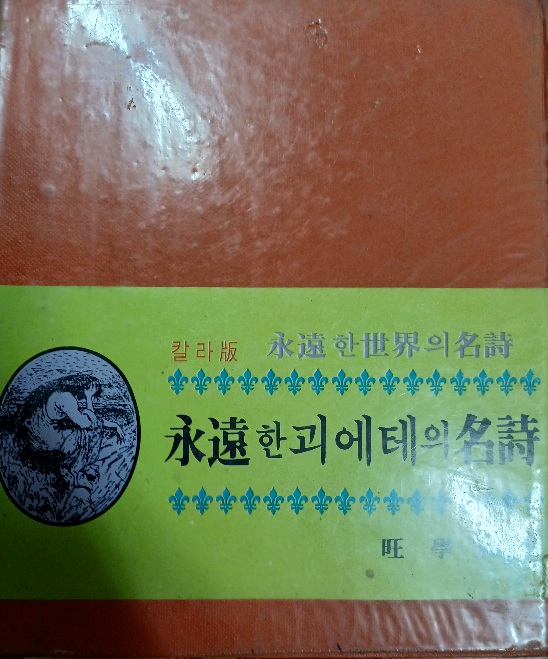 칼라版 永遠한世界의名詩
永遠한괴에테의名詩
旺 學